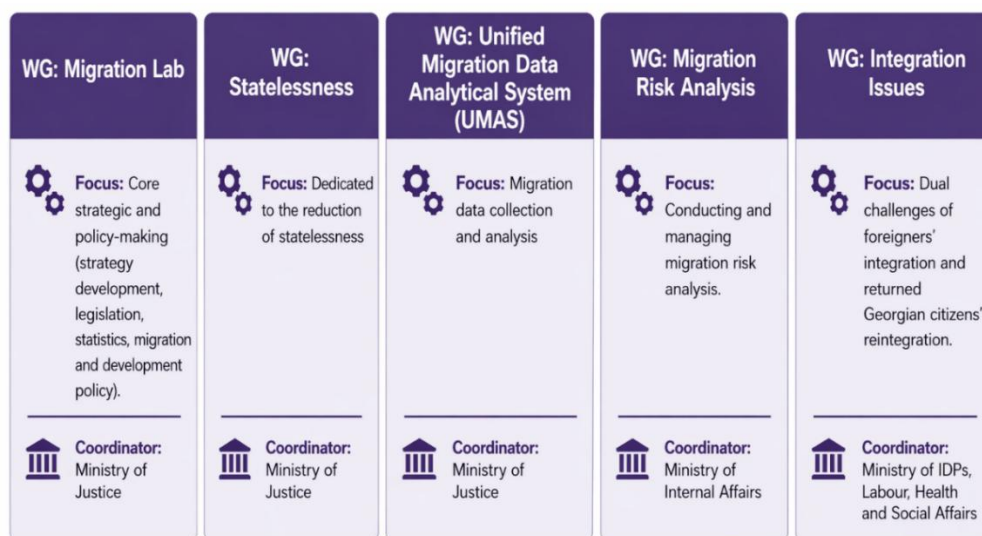 WG: Migration Lab
Focus: Core
strategic and
policy-making
(strategy
development,
legislation,
statistics, migration
and development
policy).
Coordinator:
Ministry of
Justice
WG:
Statelessness
Focus: Dedicated
to the reduction
of statelessness
Coordinator:
Ministry of
Justice
WG: Unified
Migration Data
Analytical System
(UMAS)
Focus: Migration
data collection
and analysis
Coordinator:
Ministry of
Justice
WG: Migration
Risk Analysis
Focus:
Conducting and
managing
migration risk
analysis.
Coordinator:
Ministry of
Internal Affairs
WG: Integration
Issues
Focus: Dual
challenges of
foreigners'
integration and
returned
Georgian citizens'
reintegration.
Coordinator:
Ministry of IDPs,
Labour, Health
and Social Affairs